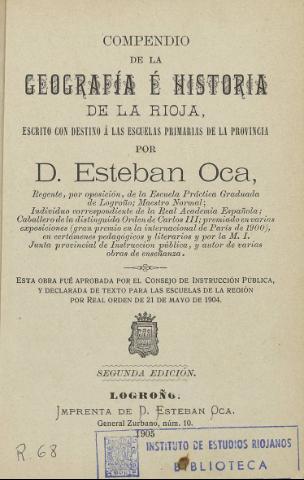 COMPENDIO
DE LA
GEOGRAFÍA É HISTORIA
DE LA RIOJA,
ESCRITO CON DESTINO Á LAS ESCUELAS PRIMARIAS DE LA PROVINCIA
POR
D. Esteban Oca,
Regente, por oposición, de la Escuela Práctica Graduada
de Logroño; Maestro Normal;
Individuo correspondiente de la Real Academia Española;
Caballero de la distinguida Orden de Carlos III; premiado en varias
exposiciones (gran premio en la internacional de París de 1900),
en certámenes pedagógicos y literarios y por la M. I.
Junta provincial de Instruccion pública, y autor de varias
obras de enseñanza.
ESTA OBRA FUÉ APROBADA POR EL CONSEJO DE INSTRUCCIÓN PÚBLICA,
Y DECLARADA DE TEXTO PARA LAS ESCUELAS DE LA REGIÓN
POR REAL ORDEN DE 21 DE MAYO DE 1904.
SEGUNDA EDICIÓN.
LOGROÑO.
IMPRENTA DE D. ESTEBAN OCA.
General Zurbano, núm. 10.
1905
R. 68
INSTITUTO DE ESTUDIOS RIOJANOS
BIBLIOTECA